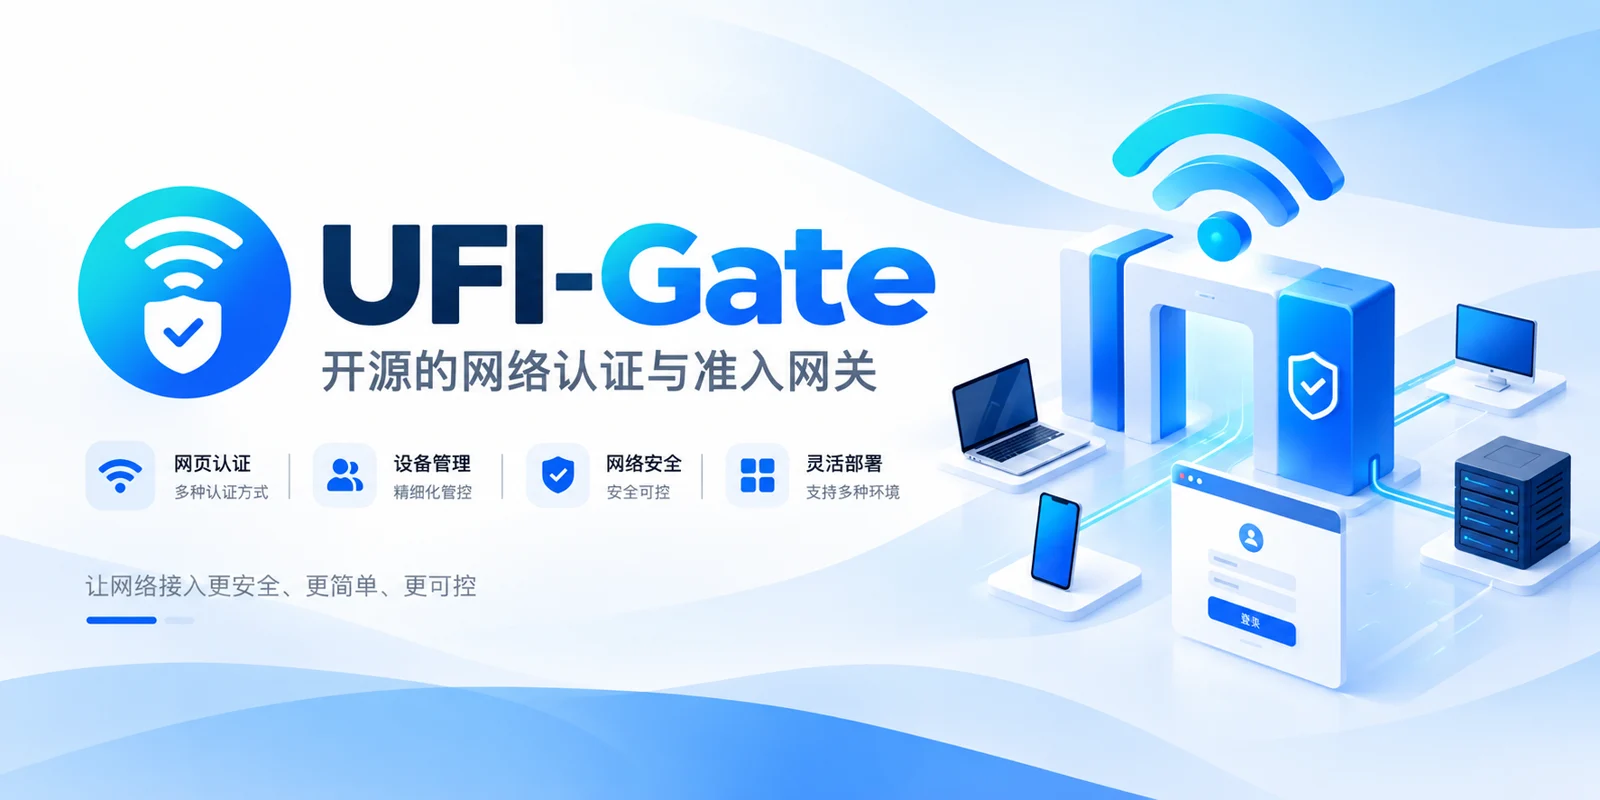 UFI-Gate
开源的网络认证与准入网关
网页认证
多种认证方式
设备管理
精细化管控
网络安全
安全可控
灵活部署
支持多种环境
让网络接入更安全、更简单、更可控
登录